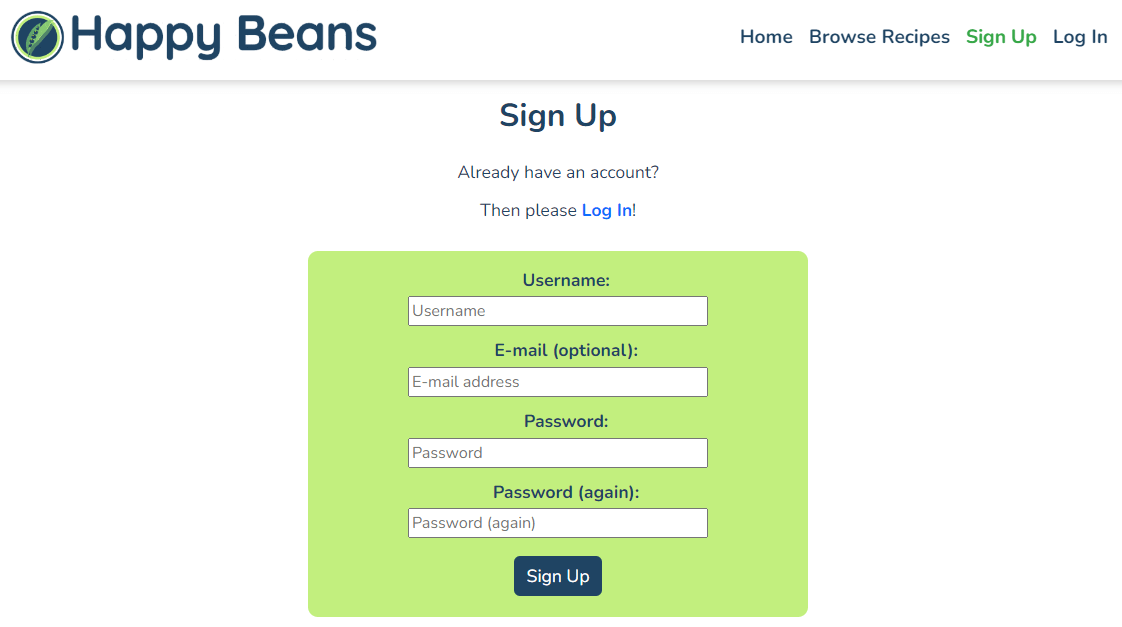 Happy Beans
Home Browse Recipes Sign Up Log In
Sign Up
Already have an account?
Then please Log In!
Username:
Username
E-mail (optional):
E-mail address
Password:
Password
Password (again):
Password (again)
Sign Up